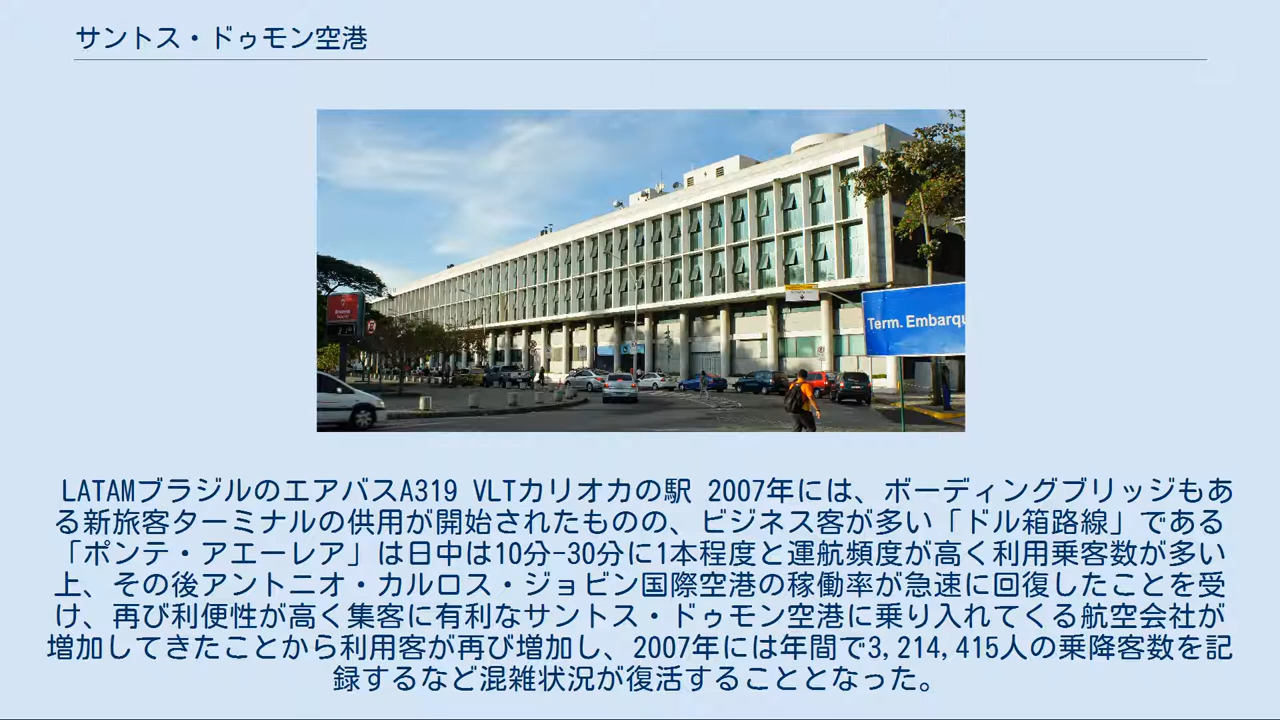 サントス・ドゥモン空港
Term. Embarqu
LATAMブラジルのエアバスA319 VLTカリオカの駅 2007年には、ボーディングブリッジもあ
る新旅客ターミナルの供用が開始されたものの、ビジネス客が多い「ドル箱路線」である
「ポンテ・アエーレア」は日中は10分-30分に1本程度と運航頻度が高く利用乗客数が多い
上、その後アントニオ・カルロス・ジョビン国際空港の稼働率が急速に回復したことを受
け、再び利便性が高く集客に有利なサントス・ドゥモン空港に乗り入れてくる航空会社が
増加してきたことから利用客が再び増加し、2007年には年間で3,214,415人の乗降客数を記
録するなど混雑状況が復活することとなった。